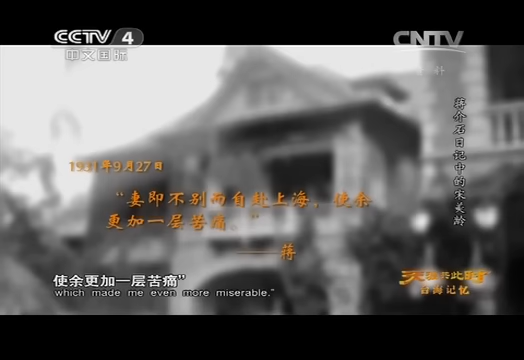 CCTV 4
中文国际
CNTV
蒋介石日记中的宋美龄
1931年9月27日
“妻即不别而自赴上海，使余
更加一层苦痛。”
——蒋
天涯共此时
台海记忆
使余更加一层苦痛”
which made me even more miserable.”